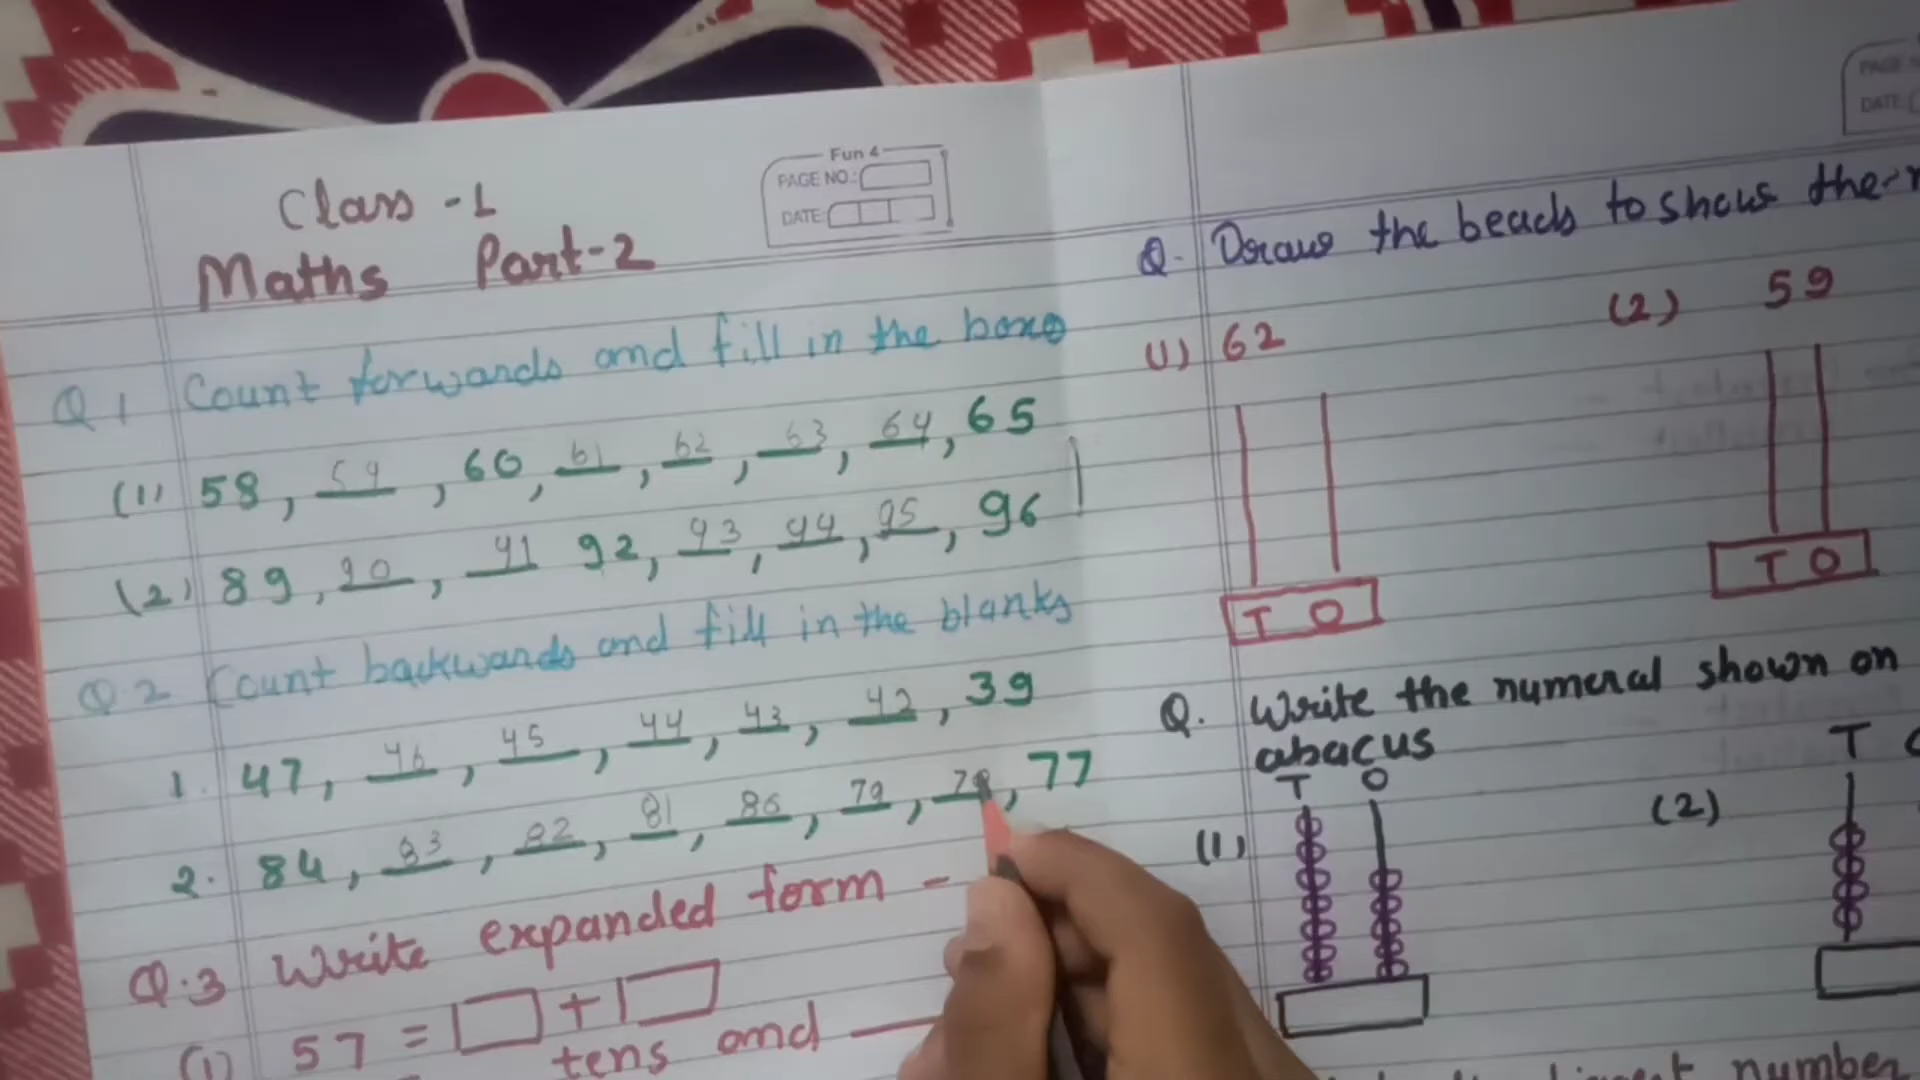 Fun 4
PAGE NO.:
DATE:
Class - 1
Maths Part-2
Q 1 Count forwards and fill in the boxes
(1) 58, 59, 60, 61, 62, 63, 64, 65
(2) 89, 90, 91 92, 93, 94, 95, 96
Q.2 Count backwards and fill in the blanks
1. 47, 46, 45, 44, 43, 42, 39
2. 84, 83, 82, 81, 80, 79, 78, 77
Q.3 Write expanded form -
(1) 57 = +
tens and
PAGE
DATE:
Q. Draw the beads to show the
(1) 62
(2) 59
T O
T O
Q. Write the numeral shown on
abacus
T O
(1)
T
(2)
number